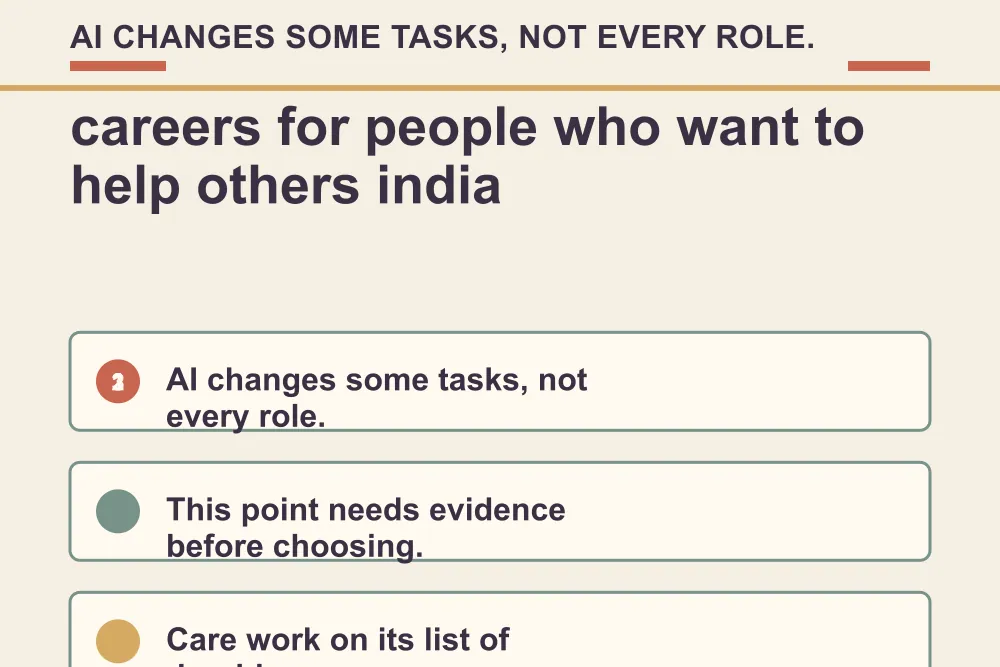 AI CHANGES SOME TASKS, NOT EVERY ROLE.
careers for people who want to
help others india
AI changes some tasks, not
every role.
This point needs evidence
before choosing.
Care work on its list of